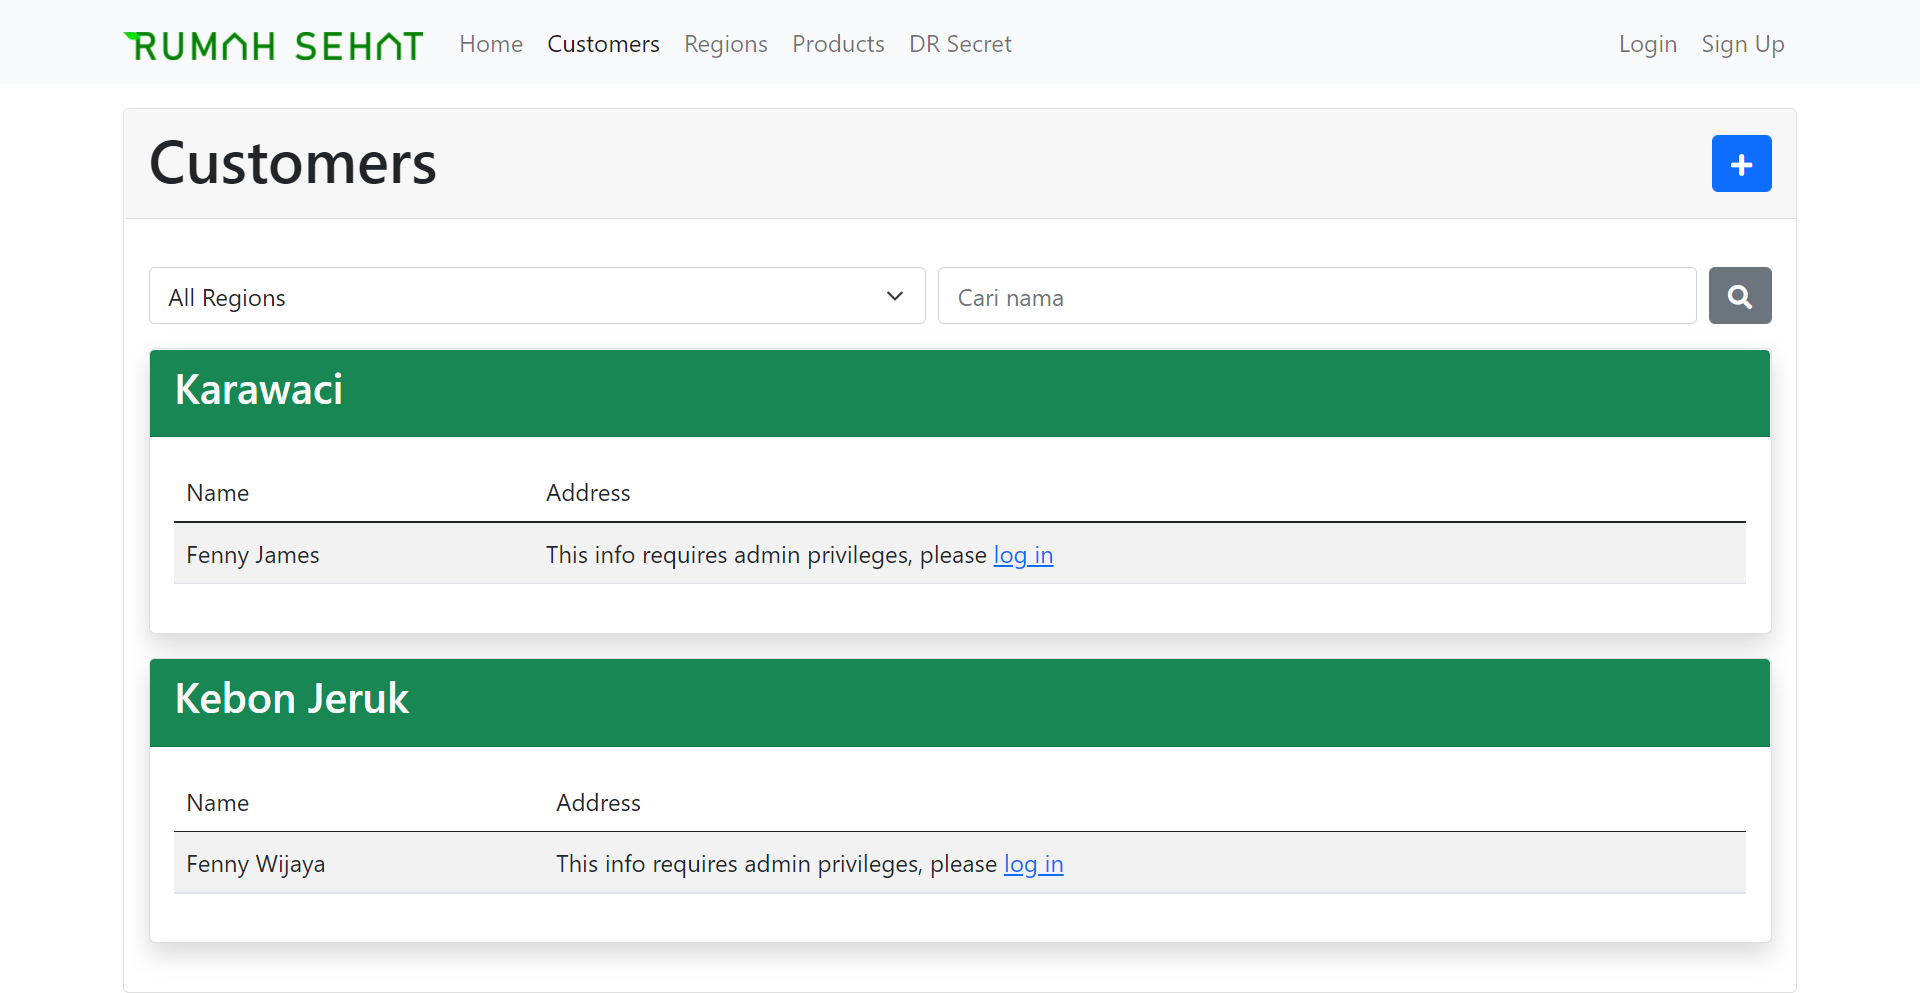 RUMAH SEHAT Home Customers Regions Products DR Secret Login Sign Up
Customers
All Regions Cari nama
Karawaci
Name Address
Fenny James This info requires admin privileges, please log in
Kebon Jeruk
Name Address
Fenny Wijaya This info requires admin privileges, please log in